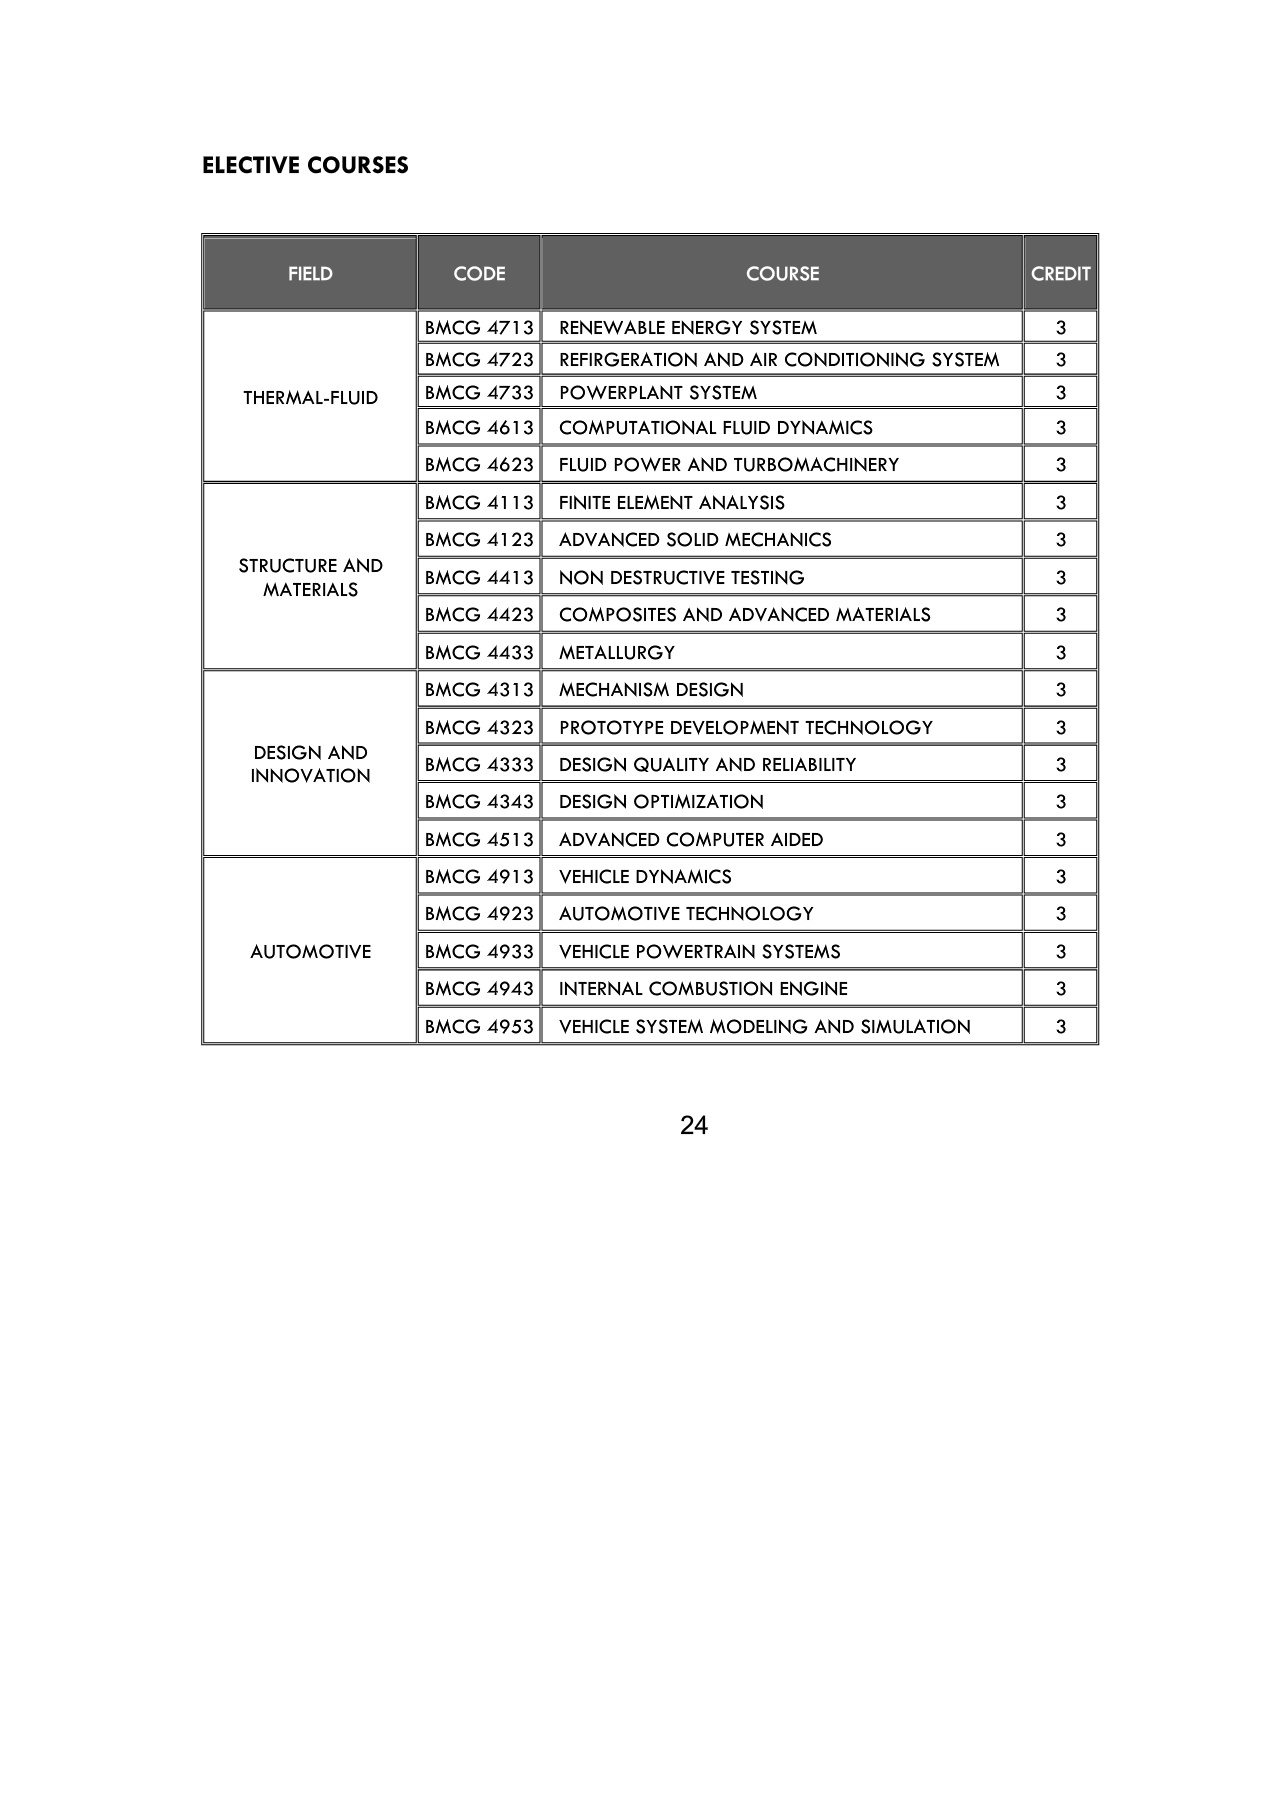 ELECTIVE COURSES
FIELD CODE COURSE CREDIT
THERMAL-FLUID
BMCG 4713 RENEWABLE ENERGY SYSTEM 3
BMCG 4723 REFIRGERATION AND AIR CONDITIONING SYSTEM 3
BMCG 4733 POWERPLANT SYSTEM 3
BMCG 4613 COMPUTATIONAL FLUID DYNAMICS 3
BMCG 4623 FLUID POWER AND TURBOMACHINERY 3
STRUCTURE AND
MATERIALS
BMCG 4113 FINITE ELEMENT ANALYSIS 3
BMCG 4123 ADVANCED SOLID MECHANICS 3
BMCG 4413 NON DESTRUCTIVE TESTING 3
BMCG 4423 COMPOSITES AND ADVANCED MATERIALS 3
BMCG 4433 METALLURGY 3
DESIGN AND
INNOVATION
BMCG 4313 MECHANISM DESIGN 3
BMCG 4323 PROTOTYPE DEVELOPMENT TECHNOLOGY 3
BMCG 4333 DESIGN QUALITY AND RELIABILITY 3
BMCG 4343 DESIGN OPTIMIZATION 3
BMCG 4513 ADVANCED COMPUTER AIDED 3
AUTOMOTIVE
BMCG 4913 VEHICLE DYNAMICS 3
BMCG 4923 AUTOMOTIVE TECHNOLOGY 3
BMCG 4933 VEHICLE POWERTRAIN SYSTEMS 3
BMCG 4943 INTERNAL COMBUSTION ENGINE 3
BMCG 4953 VEHICLE SYSTEM MODELING AND SIMULATION 3
24